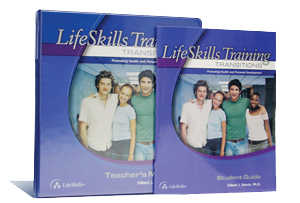 LifeSkills Training
TRANSITIONS
Promoting Health and Personal
Teacher's
LifeSkills
LifeSkills Training
TRANSITIONS
Promoting Health and Personal Development
Student Guide
Gilbert J. Botvin, Ph.D.
LifeSkills